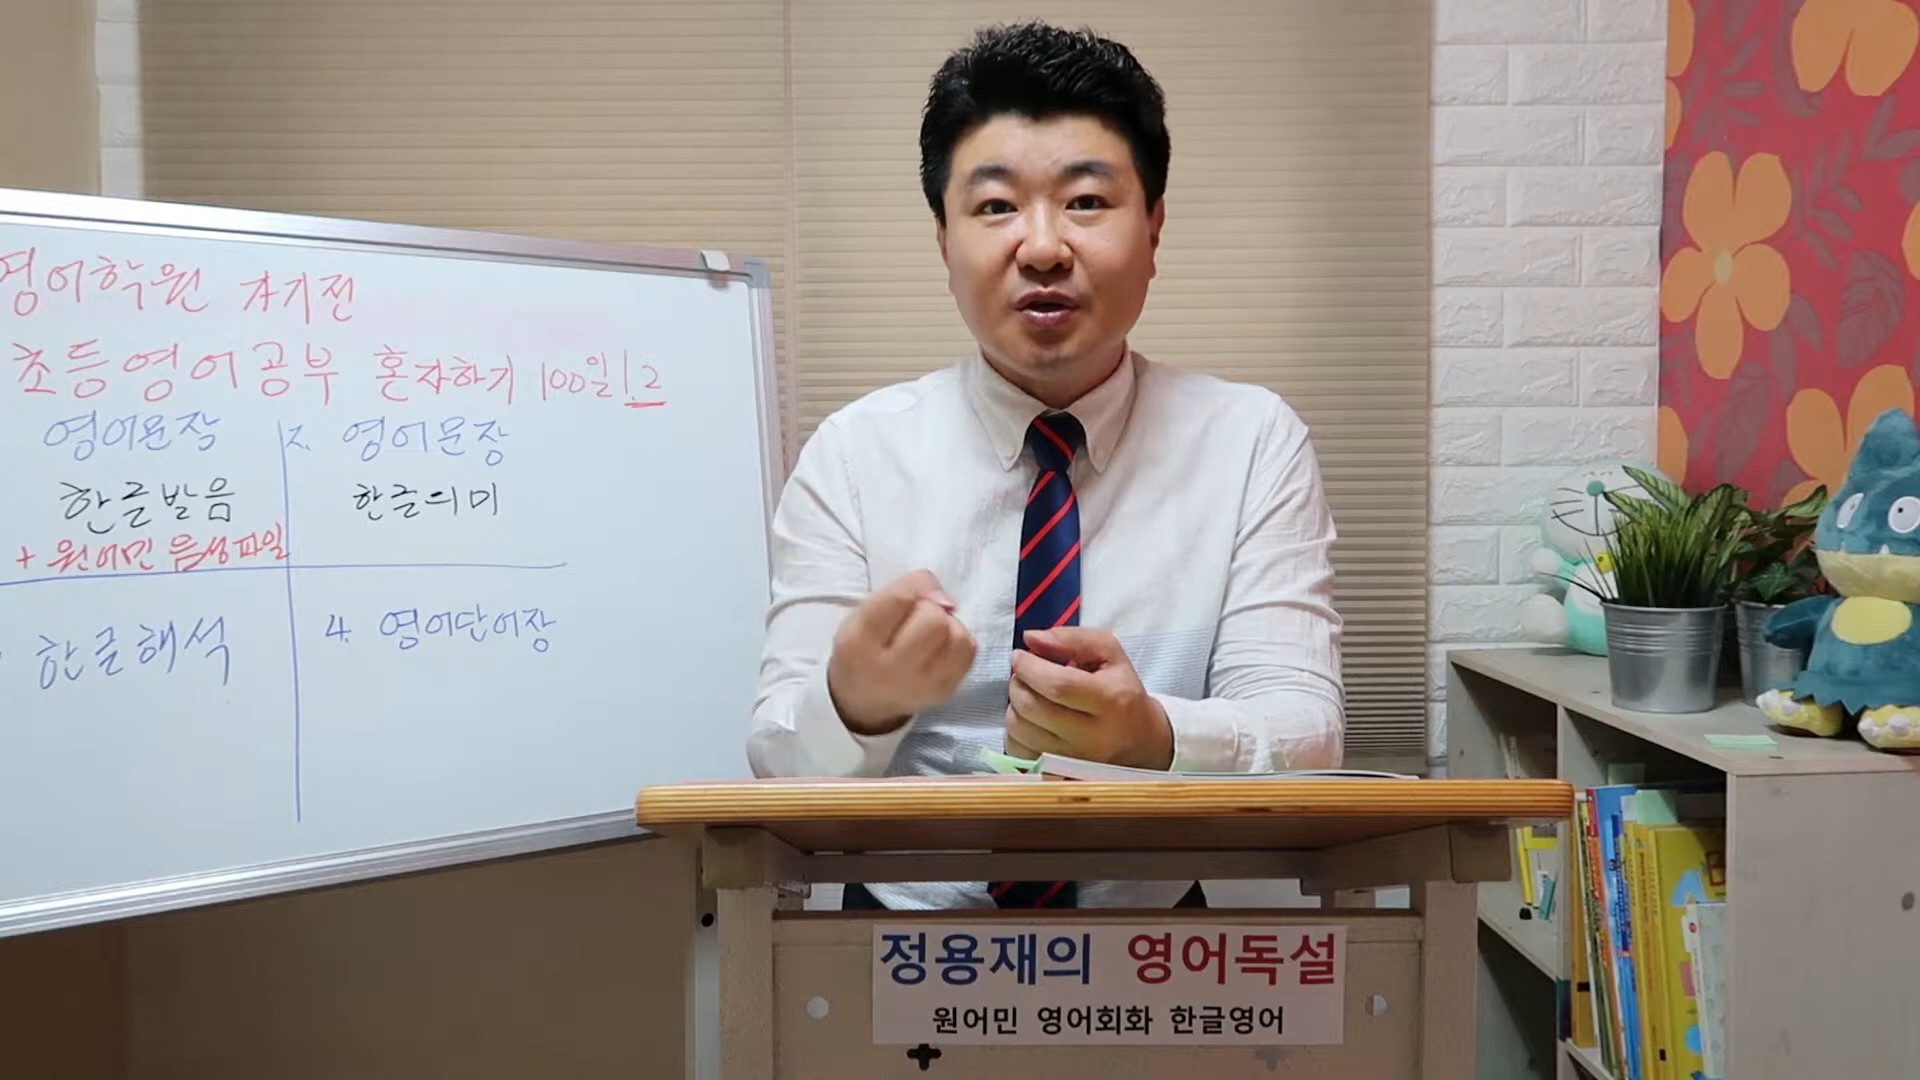 영어학원 가기전
초등영어공부 혼자하기 100일 1.2
영어문장
한글발음
+ 원어민 음성파일
2. 영어문장
한글의미
한글해석
4. 영어단어장
정용재의 영어독설
원어민 영어회화 한글영어